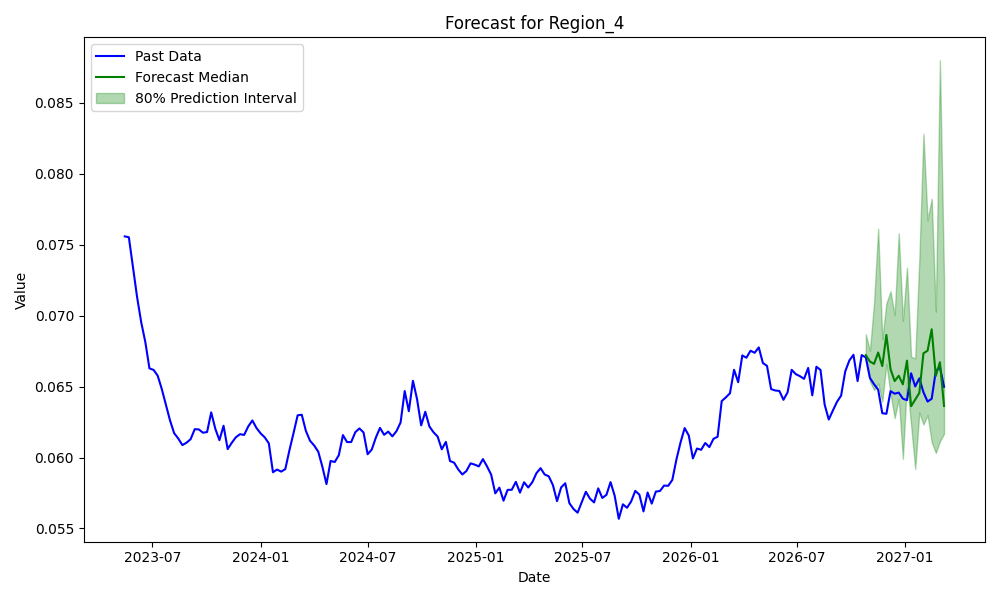 Forecast for Region_4
Past Data
Forecast Median
80% Prediction Interval
Value
0.085
0.080
0.075
0.070
0.065
0.060
0.055
2023-07
2024-01
2024-07
2025-01
2025-07
2026-01
2026-07
2027-01
Date